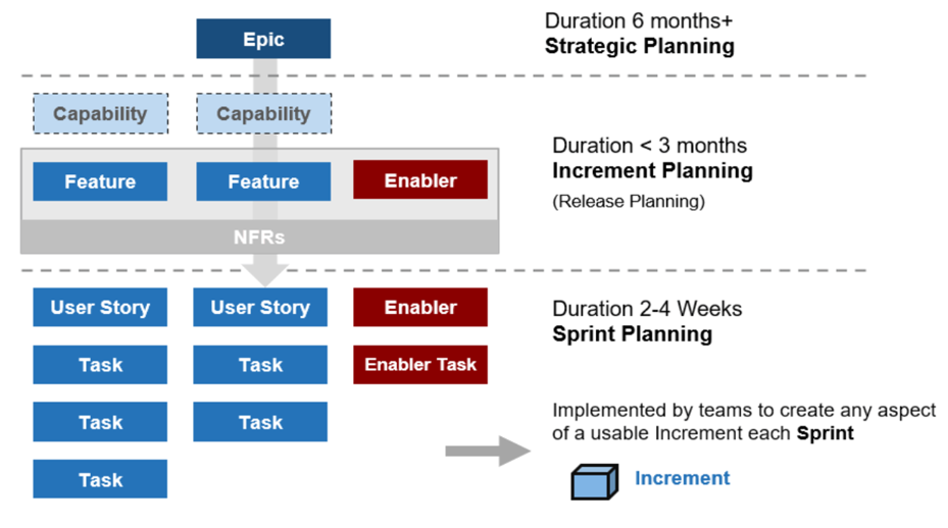 Epic
Duration 6 months+
Strategic Planning
Capability
Capability
Feature
Feature
Enabler
NFRs
Duration < 3 months
Increment Planning
(Release Planning)
User Story
User Story
Enabler
Duration 2-4 Weeks
Sprint Planning
Task
Task
Enabler Task
Task
Task
Task
Implemented by teams to create any aspect
of a usable Increment each Sprint
Increment